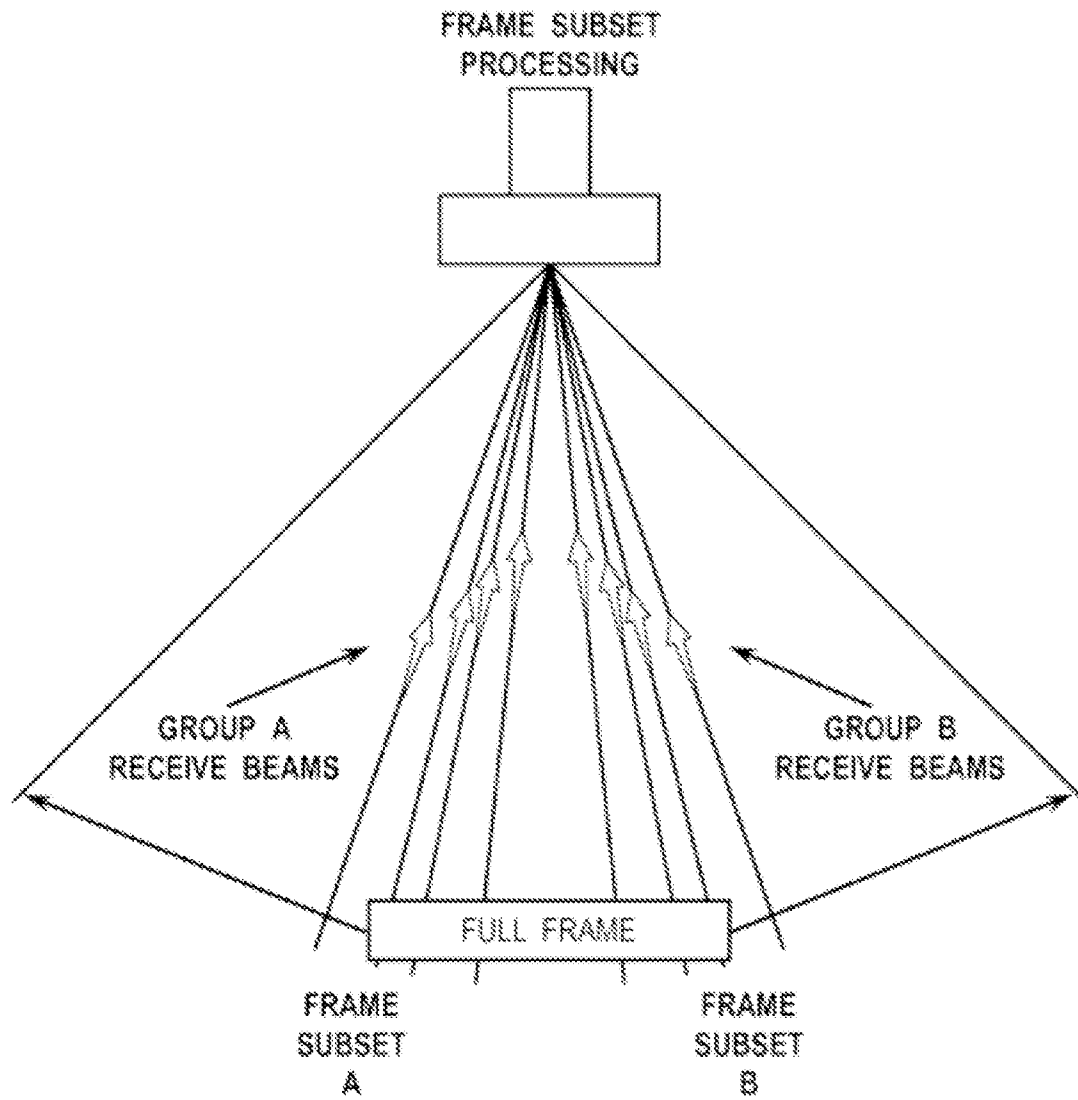 FRAME SUBSET
PROCESSING
GROUP A
RECEIVE BEAMS
GROUP B
RECEIVE BEAMS
FULL FRAME
FRAME
SUBSET
A
FRAME
SUBSET
B